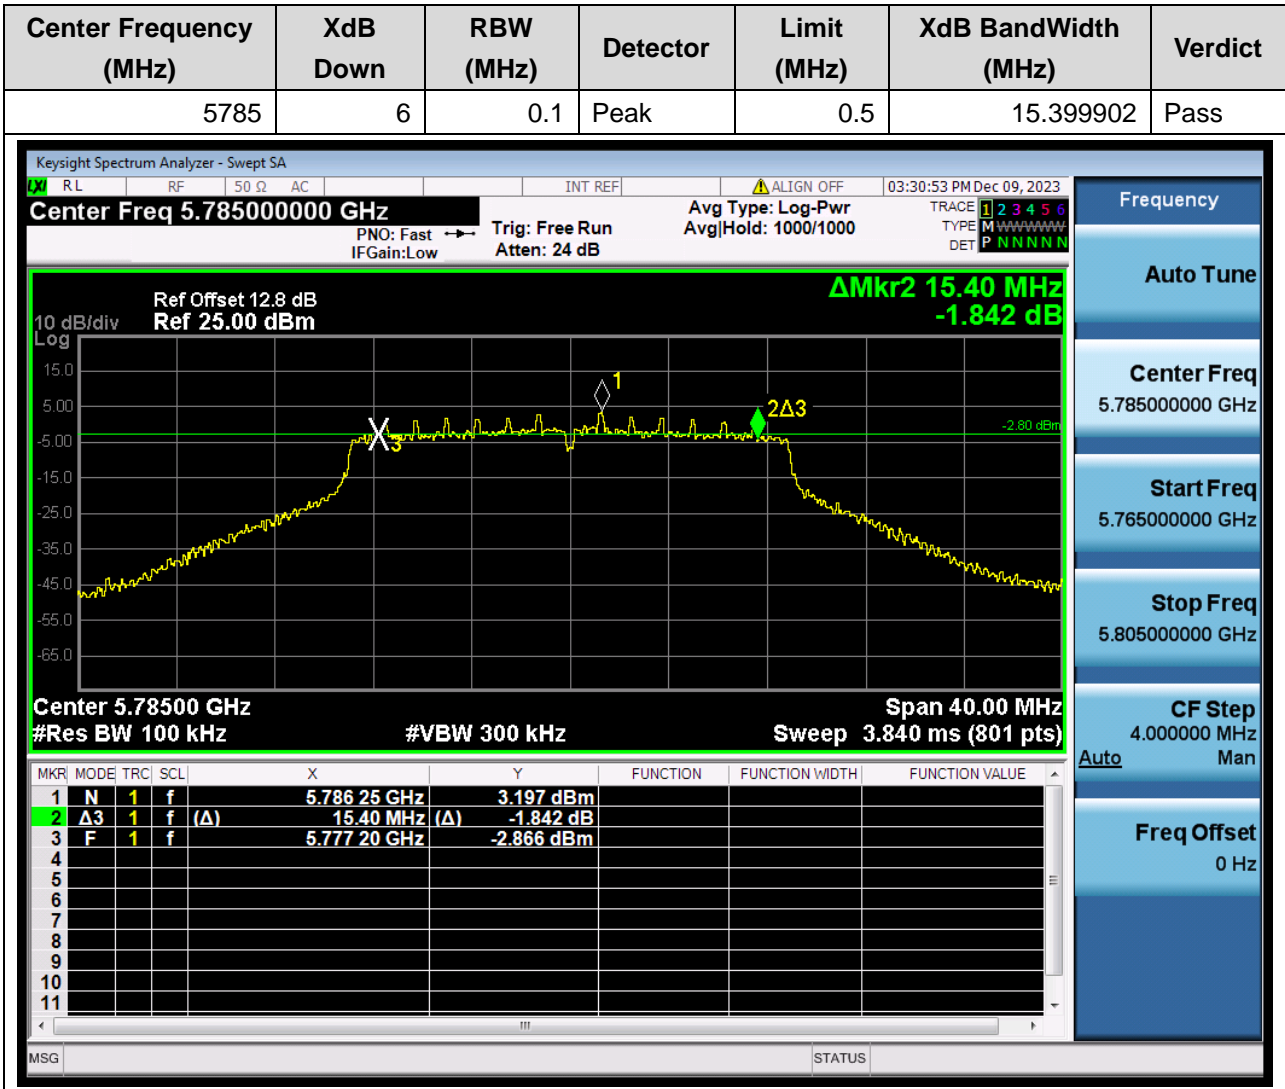 Center Frequency (MHz) XdB Down RBW (MHz) Detector Limit (MHz) XdB BandWidth (MHz) Verdict
5785 6 0.1 Peak 0.5 15.399902 Pass
Keysight Spectrum Analyzer - Swept SA
LXI RL RF 50 Ω AC INT REF ALIGN OFF 03:30:53 PM Dec 09, 2023
Center Freq 5.785000000 GHz
PNO: Fast
IFGain:Low
Trig: Free Run
Atten: 24 dB
Avg Type: Log-Pwr
Avg|Hold: 1000/1000
TRACE 1 2 3 4 5 6
TYPE M WWWWW
DET P N N N N N
Frequency
Auto Tune
Center Freq
5.785000000 GHz
Start Freq
5.765000000 GHz
Stop Freq
5.805000000 GHz
CF Step
4.000000 MHz
Auto Man
Freq Offset
0 Hz
ΔMkr2 15.40 MHz
-1.842 dB
Ref Offset 12.8 dB
10 dB/div Ref 25.00 dBm
Log
15.0
5.00
-5.00
-15.0
-25.0
-35.0
-45.0
-55.0
-65.0
1
2Δ3
3
-2.80 dBm
Center 5.78500 GHz Span 40.00 MHz
#Res BW 100 kHz #VBW 300 kHz Sweep 3.840 ms (801 pts)
MKR MODE TRC SCL X Y FUNCTION FUNCTION WIDTH FUNCTION VALUE
1 N 1 f 5.786 25 GHz 3.197 dBm
2 Δ3 1 f (Δ) 15.40 MHz (Δ) -1.842 dB
3 F 1 f 5.777 20 GHz -2.866 dBm
4
5
6
7
8
9
10
11
MSG STATUS